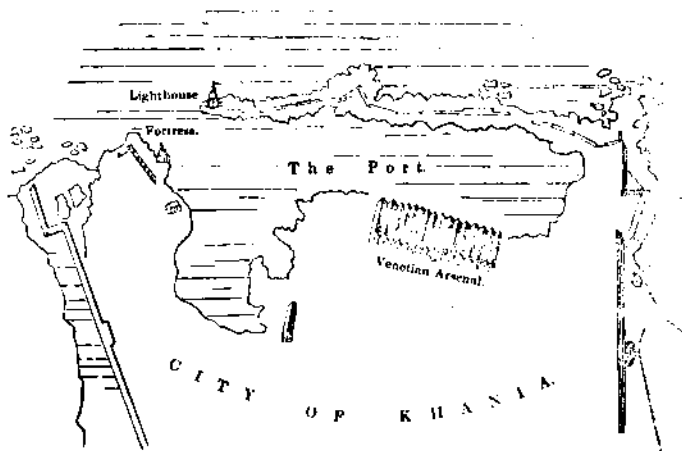 Lighthouse
Fortress.
The Port.
Venetian Arsenal.
CITY OF KHANIA.